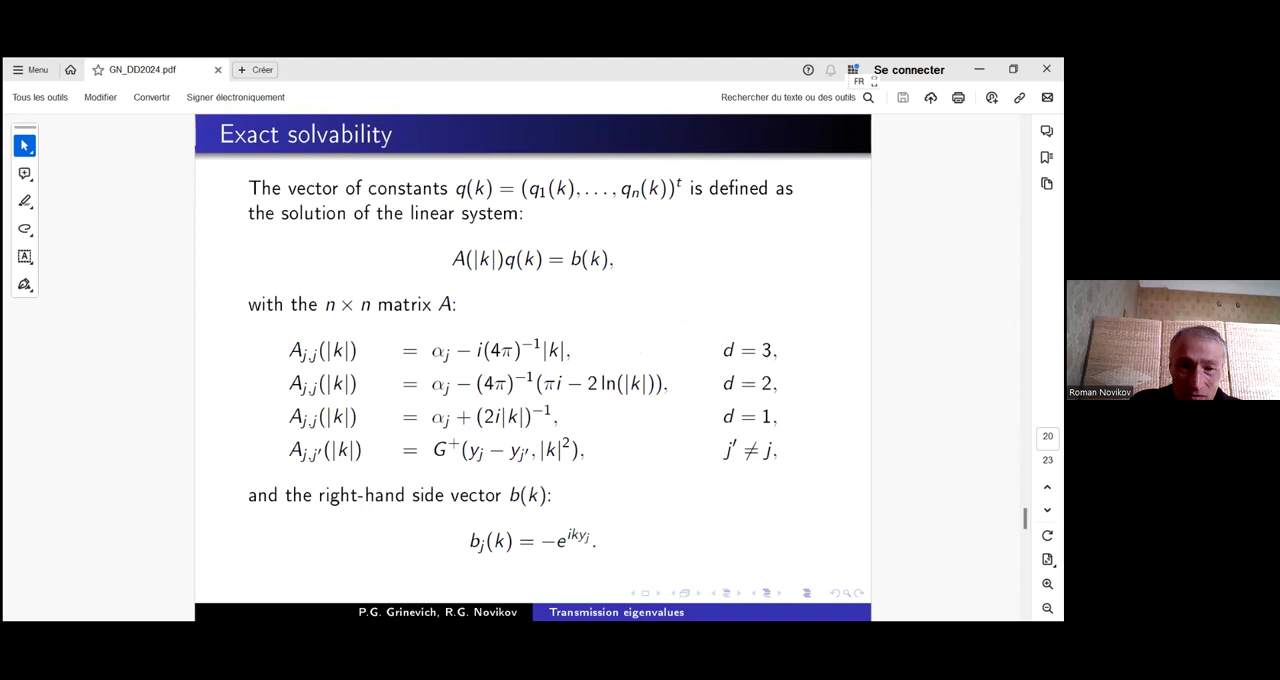 Menu
GN_DD2024.pdf
+ Créer
Se connecter
FR
Tous les outils Modifier Convertir Signer électroniquement
Rechercher du texte ou des outils
Exact solvability
The vector of constants q(k) = (q₁(k), . . . , qₙ(k))ᵗ is defined as
the solution of the linear system:
A(|k|)q(k) = b(k),
with the n × n matrix A:
A_{j,j}(|k|) = α_j − i(4π)⁻¹|k|, d = 3,
A_{j,j}(|k|) = α_j − (4π)⁻¹(πi − 2 ln(|k|)), d = 2,
A_{j,j}(|k|) = α_j + (2i|k|)⁻¹, d = 1,
A_{j,j′}(|k|) = G⁺(y_j − y_{j′}, |k|²), j′ ≠ j,
and the right-hand side vector b(k):
b_j(k) = −e^{iky_j}.
P.G. Grinevich, R.G. Novikov Transmission eigenvalues
20
23
Roman Novikov